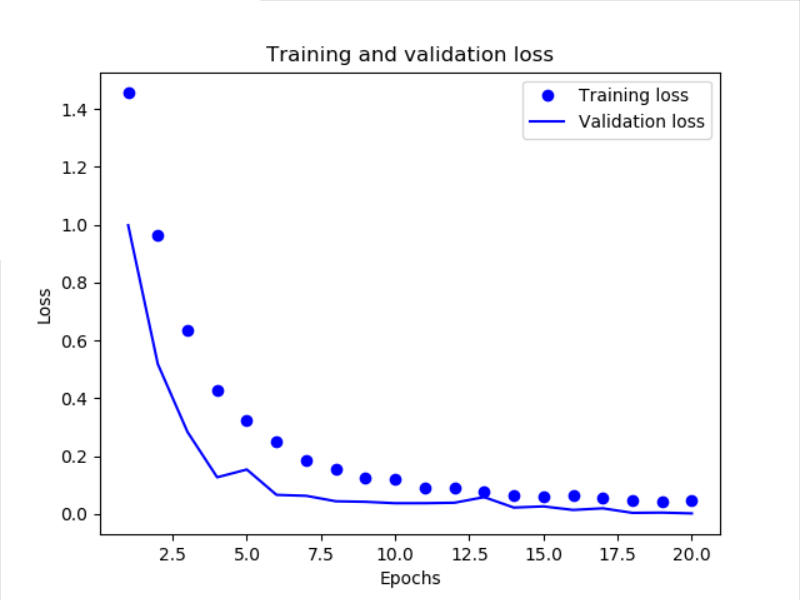 Training and validation loss
Training loss
Validation loss
1.4
1.2
1.0
0.8
0.6
0.4
0.2
0.0
Loss
2.5 5.0 7.5 10.0 12.5 15.0 17.5 20.0
Epochs